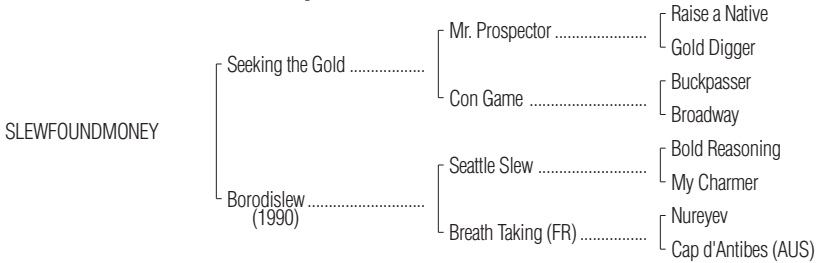 Raise a Native
Mr. Prospector ......................
Gold Digger
Seeking the Gold ..................
Buckpasser
Con Game ............................
Broadway
SLEWFOUNDMONEY
Bold Reasoning
Seattle Slew ..........................
My Charmer
Borodislew ............................
(1990)
Nureyev
Breath Taking (FR) ................
Cap d'Antibes (AUS)